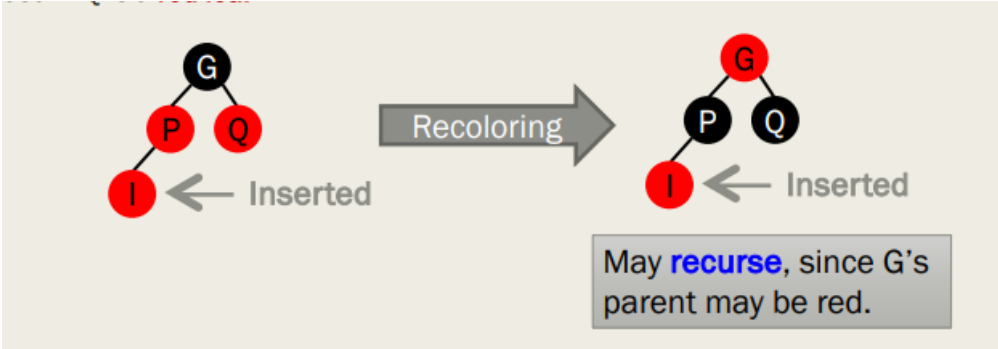 G
P Q
I
Inserted
Recoloring
G
P Q
I
Inserted
May recurse, since G's
parent may be red.